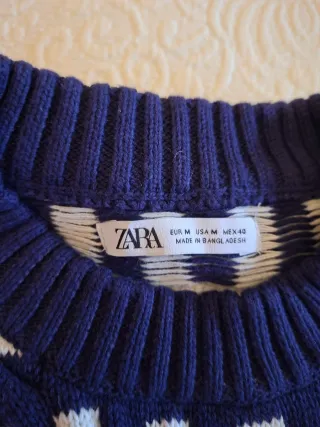 ZARA
EUR M USA M MEX 40
MADE IN BANGLADESH